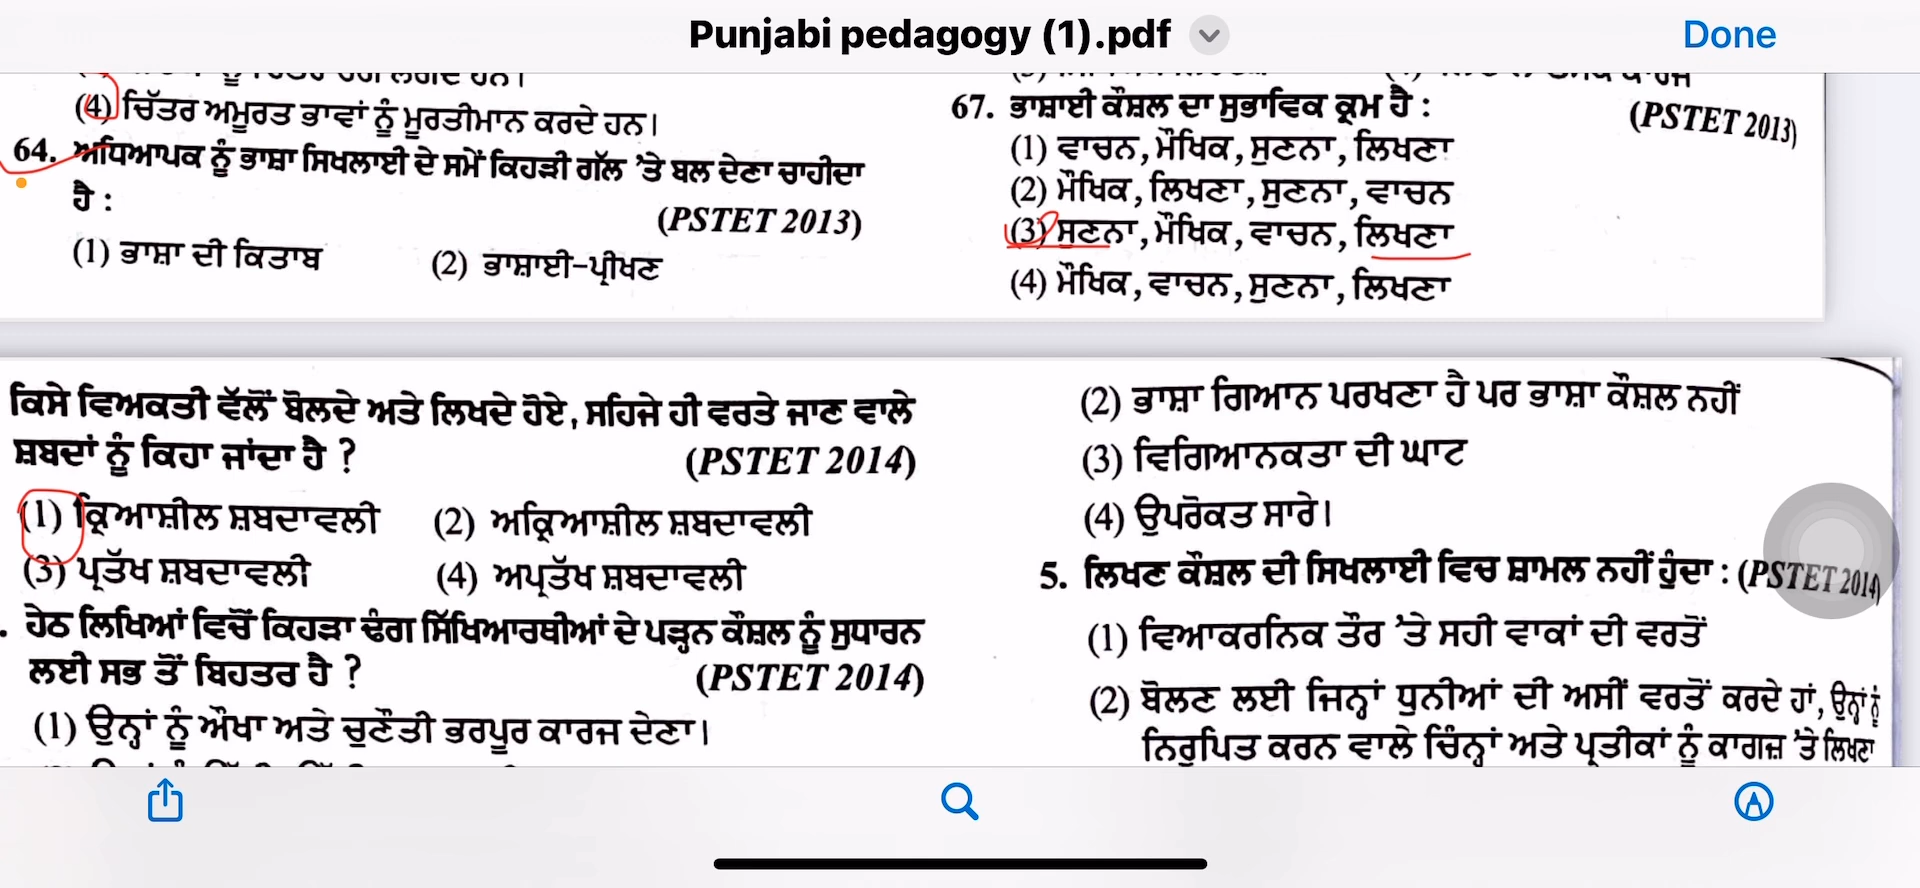 Punjabi pedagogy (1).pdf
Done
(4) ਚਿੱਤਰ ਅਮੂਰਤ ਭਾਵਾਂ ਨੂੰ ਮੂਰਤੀਮਾਨ ਕਰਦੇ ਹਨ।
64. ਅਧਿਆਪਕ ਨੂੰ ਭਾਸ਼ਾ ਸਿਖਲਾਈ ਦੇ ਸਮੇਂ ਕਿਹੜੀ ਗੱਲ 'ਤੇ ਬਲ ਦੇਣਾ ਚਾਹੀਦਾ
ਹੈ :
(PSTET 2013)
(1) ਭਾਸ਼ਾ ਦੀ ਕਿਤਾਬ (2) ਭਾਸ਼ਾਈ-ਪ੍ਰੀਖਣ
67. ਭਾਸ਼ਾਈ ਕੌਸ਼ਲ ਦਾ ਸੁਭਾਵਿਕ ਕ੍ਰਮ ਹੈ : (PSTET 2013)
(1) ਵਾਚਨ, ਮੌਖਿਕ, ਸੁਣਨਾ, ਲਿਖਣਾ
(2) ਮੌਖਿਕ, ਲਿਖਣਾ, ਸੁਣਨਾ, ਵਾਚਨ
(3) ਸੁਣਨਾ, ਮੌਖਿਕ, ਵਾਚਨ, ਲਿਖਣਾ
(4) ਮੌਖਿਕ, ਵਾਚਨ, ਸੁਣਨਾ, ਲਿਖਣਾ
ਕਿਸੇ ਵਿਅਕਤੀ ਵੱਲੋਂ ਬੋਲਦੇ ਅਤੇ ਲਿਖਦੇ ਹੋਏ, ਸਹਿਜੇ ਹੀ ਵਰਤੇ ਜਾਣ ਵਾਲੇ
ਸ਼ਬਦਾਂ ਨੂੰ ਕਿਹਾ ਜਾਂਦਾ ਹੈ ? (PSTET 2014)
(1) ਕ੍ਰਿਆਸ਼ੀਲ ਸ਼ਬਦਾਵਲੀ (2) ਅਕ੍ਰਿਆਸ਼ੀਲ ਸ਼ਬਦਾਵਲੀ
(3) ਪ੍ਰਤੱਖ ਸ਼ਬਦਾਵਲੀ (4) ਅਪ੍ਰਤੱਖ ਸ਼ਬਦਾਵਲੀ
. ਹੇਠ ਲਿਖਿਆਂ ਵਿਚੋਂ ਕਿਹੜਾ ਢੰਗ ਸਿੱਖਿਆਰਥੀਆਂ ਦੇ ਪੜ੍ਹਨ ਕੌਸ਼ਲ ਨੂੰ ਸੁਧਾਰਨ
ਲਈ ਸਭ ਤੋਂ ਬਿਹਤਰ ਹੈ ? (PSTET 2014)
(1) ਉਨ੍ਹਾਂ ਨੂੰ ਔਖਾ ਅਤੇ ਚੁਣੌਤੀ ਭਰਪੂਰ ਕਾਰਜ ਦੇਣਾ।
(2) ਭਾਸ਼ਾ ਗਿਆਨ ਪਰਖਣਾ ਹੈ ਪਰ ਭਾਸ਼ਾ ਕੌਸ਼ਲ ਨਹੀਂ
(3) ਵਿਗਿਆਨਕਤਾ ਦੀ ਘਾਟ
(4) ਉਪਰੋਕਤ ਸਾਰੇ।
5. ਲਿਖਣ ਕੌਸ਼ਲ ਦੀ ਸਿਖਲਾਈ ਵਿਚ ਸ਼ਾਮਲ ਨਹੀਂ ਹੁੰਦਾ : (PSTET 2014)
(1) ਵਿਆਕਰਨਿਕ ਤੌਰ 'ਤੇ ਸਹੀ ਵਾਕਾਂ ਦੀ ਵਰਤੋਂ
(2) ਬੋਲਣ ਲਈ ਜਿਨ੍ਹਾਂ ਧੁਨੀਆਂ ਦੀ ਅਸੀਂ ਵਰਤੋਂ ਕਰਦੇ ਹਾਂ, ਉਨ੍ਹਾਂ ਨੂੰ
ਨਿਰੁਪਿਤ ਕਰਨ ਵਾਲੇ ਚਿੰਨ੍ਹਾਂ ਅਤੇ ਪ੍ਰਤੀਕਾਂ ਨੂੰ ਕਾਗਜ਼ 'ਤੇ ਲਿਖਣਾ